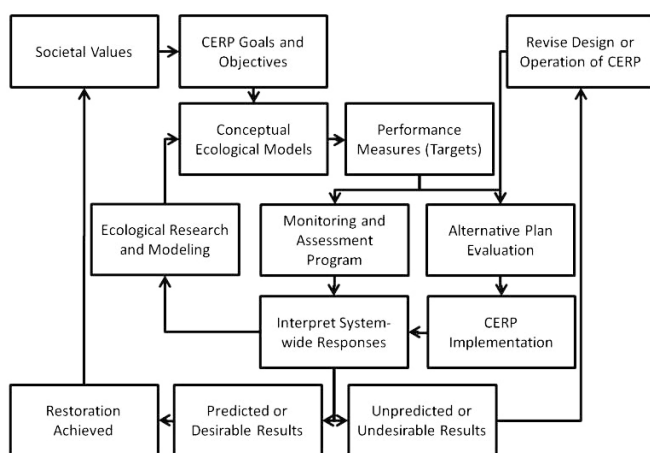 Societal Values
CERP Goals and
Objectives
Revise Design or
Operation of CERP
Conceptual
Ecological Models
Performance
Measures (Targets)
Ecological Research
and Modeling
Monitoring and
Assessment
Program
Alternative Plan
Evaluation
Interpret System-
wide Responses
CERP
Implementation
Restoration
Achieved
Predicted or
Desirable Results
Unpredicted or
Undesirable Results